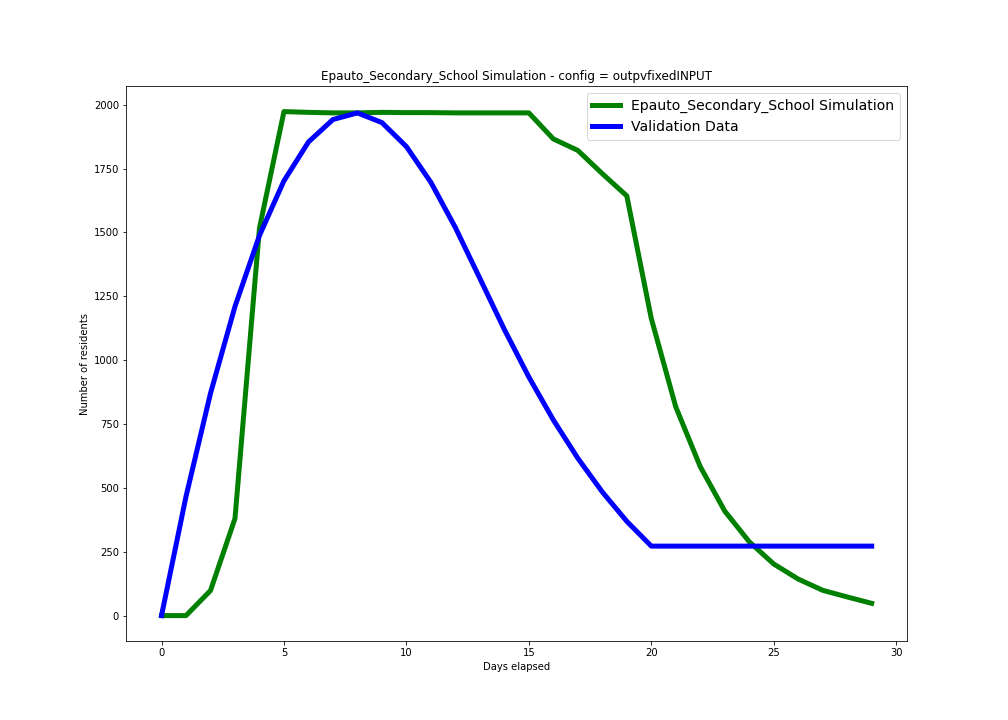 Epauto_Secondary_School Simulation - config = outpvfixedINPUT
Epauto_Secondary_School Simulation
Validation Data
Number of residents
2000
1750
1500
1250
1000
750
500
250
0
0 5 10 15 20 25 30
Days elapsed